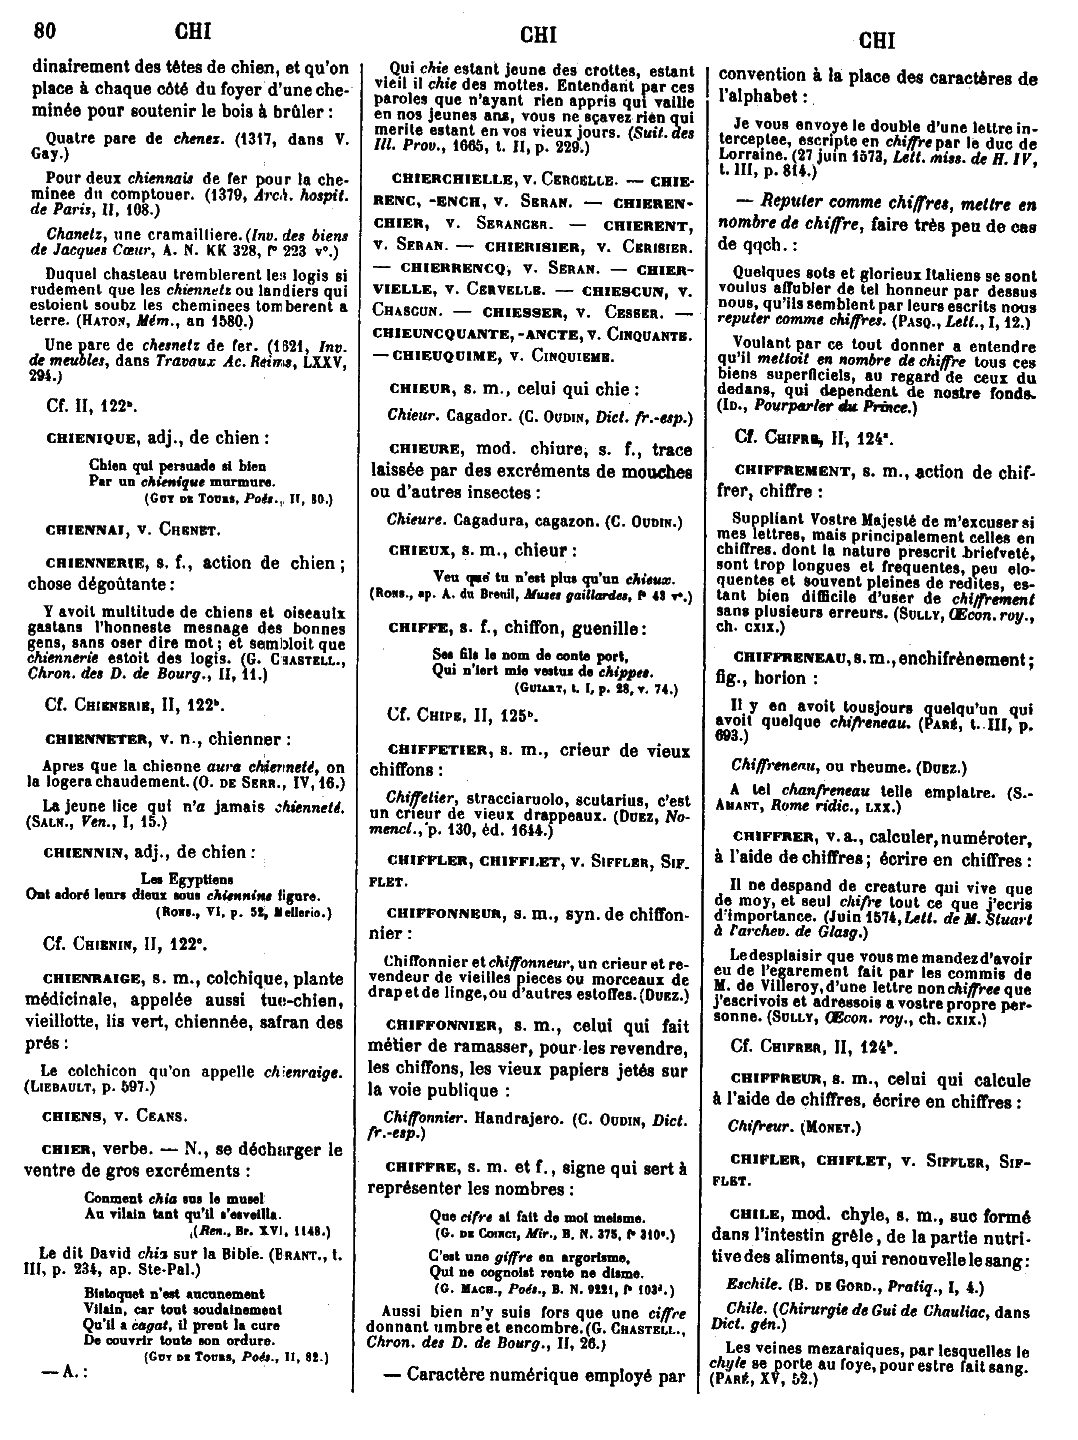 80 CHI
CHI
CHI
dinairement des têtes de chien, et qu'on
place à chaque côté du foyer d'une che-
minée pour soutenir le bois à brûler :
Quatre pare de chenez. (1317, dans V.
Gay.)
Pour deux chiennais de fer pour la che-
minee du comptouer. (1379, Arch. hospit.
de Paris, II, 108.)
Chanetz, une cramailliere. (Inv. des biens
de Jacques Cœur, A. N. KK 328, f° 223 v°.)
Duquel chasteau tremblerent les logis si
rudement que les chiennetz ou landiers qui
estoient soubz les cheminees tomberent a
terre. (HATON, Mém., an 1580.)
Une pare de chesnetz de fer. (1621, Inv.
de meubles, dans Travaux Ac. Reims, LXXV,
294.)
Cf. II, 122b.
CHIENIQUE, adj., de chien :
Chien qui persuade si bien
Par un chienique murmure.
(GUY DE TOURS, Poés., II, 80.)
CHIENNAI, v. CHENET.
CHIENNERIE, s. f., action de chien ;
chose dégoûtante :
Y avoit multitude de chiens et oiseaulx
gastans l'honneste mesnage des bonnes
gens, sans oser dire mot ; et sembloit que
chiennerie estoit des logis. (G. CHASTELL.,
Chron. des D. de Bourg., II, 11.)
Cf. CHIENERIE, II, 122b.
CHIENNETER, v. n., chienner :
Apres que la chienne aura chienneté, on
la logera chaudement. (O. DE SERR., IV, 16.)
La jeune lice qui n'a jamais chienneté.
(SALN., Ven., I, 15.)
CHIENNIN, adj., de chien :
Les Egyptiens
Ont adoré leurs dieux sous chiennine figure.
(RONS., VI, p. 52, Mellerio.)
Cf. CHIENIN, II, 122c.
CHIENRAIGE, s. m., colchique, plante
médicinale, appelée aussi tue-chien,
vieillotte, lis vert, chiennée, safran des
prés :
Le colchicon qu'on appelle chienraige.
(LIEBAULT, p. 597.)
CHIENS, v. CEANS.
CHIER, verbe. — N., se décharger le
ventre de gros excréments :
Conment chia sus le musel
Au vilain tant qu'il s'esveilla.
(Ren., Br. XVI, 1148.)
Le dit David chia sur la Bible. (BRANT., t.
III, p. 234, ap. Ste-Pal.)
Bistoquet n'est aucunement
Vilain, car tout soudainement
Qu'il a cagat, il prent la cure
De couvrir toute son ordure.
(GUY DE TOURS, Poés., II, 82.)
— A. :
Qui chie estant jeune des crottes, estant
vieil il chie des mottes. Entendant par ces
paroles que n'ayant rien appris qui vaille
en nos jeunes ans, vous ne sçavez rien qui
merite estant en vos vieux jours. (Suit. des
Ill. Prov., 1665, t. II, p. 229.)
CHIERCHIELLE, v. CERCELLE. — CHIE-
RENC, -ENCH, v. SERAN. — CHIEREN-
CHIER, v. SERANCER. — CHIERENT,
v. SERAN. — CHIERISIER, v. CERISIER.
— CHIERRENCQ, v. SERAN. — CHIER-
VIELLE, v. CERVELLE. — CHIESCUN, v.
CHASCUN. — CHIESSER, v. CESSER. —
CHIEUNCQUANTE, -ANCTE, v. CINQUANTE.
— CHIEUQUIME, v. CINQUIEME.
CHIEUR, s. m., celui qui chie :
Chieur. Cagador. (C. OUDIN, Dict. fr.-esp.)
CHIEURE, mod. chiure, s. f., trace
laissée par des excréments de mouches
ou d'autres insectes :
Chieure. Cagadura, cagazon. (C. OUDIN.)
CHIEUX, s. m., chieur :
Veu que tu n'est plus qu'un chieux.
(RONS., ap. A. du Breuil, Muses gaillardes, f° 43 v°.)
CHIFFE, s. f., chiffon, guenille :
Ses fils le nom de conte port,
Qui n'iert mie vestus de chippes.
(GUIART, t. I, p. 28, v. 74.)
Cf. CHIPE, II, 125b.
CHIFFETIER, s. m., crieur de vieux
chiffons :
Chiffetier, stracciaruolo, scutarius, c'est
un crieur de vieux drappeaux. (DUEZ, No-
mencl., p. 130, éd. 1644.)
CHIFFLER, CHIFFLET, v. SIFFLER, SIF-
FLET.
CHIFFONNEUR, s. m., syn. de chiffon-
nier :
Chiffonnier et chiffonneur, un crieur et re-
vendeur de vieilles pieces ou morceaux de
drap et de linge, ou d'autres estoffes. (DUEZ.)
CHIFFONNIER, s. m., celui qui fait
métier de ramasser, pour les revendre,
les chiffons, les vieux papiers jetés sur
la voie publique :
Chiffonnier. Handrajero. (C. OUDIN, Dict.
fr.-esp.)
CHIFFRE, s. m. et f., signe qui sert à
représenter les nombres :
Que cifre ai fait de moi meisme.
(G. DE COINCI, Mir., B. N. 375, f° 310d.)
C'est une giffre en argorisme,
Qui ne cognoist rente ne disme.
(G. MACH., Poés., B. N. 9221, f° 103d.)
Aussi bien n'y suis fors que une ciffre
donnant umbre et encombre. (G. CHASTELL.,
Chron. des D. de Bourg., II, 26.)
— Caractère numérique employé par
convention à la place des caractères de
l'alphabet :
Je vous envoye le double d'une lettre in-
terceptee, escripte en chiffre par le duc de
Lorraine. (27 juin 1573, Lett. miss. de H. IV,
t. III, p. 814.)
— Reputer comme chiffres, mettre en
nombre de chiffre, faire très peu de cas
de qqch. :
Quelques sots et glorieux Italiens se sont
voulus affubler de tel honneur par dessus
nous, qu'ils semblent par leurs escrits nous
reputer comme chiffres. (PASQ., Lett., I, 12.)
Voulant par ce tout donner a entendre
qu'il mettoit en nombre de chiffre tous ces
biens superficiels, au regard de ceux du
dedans, qui dependent de nostre fonds.
(ID., Pourparler du Prince.)
Cf. CHIFRE, II, 124a.
CHIFFREMENT, s. m., action de chif-
frer, chiffre :
Suppliant Vostre Majesté de m'excuser si
mes lettres, mais principalement celles en
chiffres. dont la nature prescrit briefveté,
sont trop longues et frequentes, peu elo-
quentes et souvent pleines de redites, es-
tant bien difficile d'user de chiffrement
sans plusieurs erreurs. (SULLY, Œcon. roy.,
ch. CXIX.)
CHIFFRENEAU, s. m., enchifrènement ;
fig., horion :
Il y en avoit tousjours quelqu'un qui
avoit quelque chifreneau. (PARÉ, t. III, p.
693.)
Chiffreneau, ou rheume. (DUEZ.)
A tel chanfreneau telle emplatre. (S.-
AMANT, Rome ridic., LXX.)
CHIFFRER, v. a., calculer, numéroter,
à l'aide de chiffres ; écrire en chiffres :
Il ne despand de creature qui vive que
de moy, et seul chifre tout ce que j'ecris
d'importance. (Juin 1574, Lett. de M. Stuart
à l'archev. de Glasg.)
Le desplaisir que vous me mandez d'avoir
eu de l'egarement fait par les commis de
M. de Villeroy, d'une lettre non chiffree que
j'escrivois et adressois a vostre propre per-
sonne. (SULLY, Œcon. roy., ch. CXIX.)
Cf. CHIFRER, II, 124b.
CHIFFREUR, s. m., celui qui calcule
à l'aide de chiffres, écrire en chiffres :
Chifreur. (MONET.)
CHIFLER, CHIFLET, v. SIFFLER, SIF-
FLET.
CHILE, mod. chyle, s. m., suc formé
dans l'intestin grêle, de la partie nutri-
tive des aliments, qui renouvelle le sang :
Eschile. (B. DE GORD., Pratiq., I, 4.)
Chile. (Chirurgie de Gui de Chauliac, dans
Dict. gén.)
Les veines mezaraiques, par lesquelles le
chyle se porte au foye, pour estre fait sang.
(PARÉ, XV, 52.)